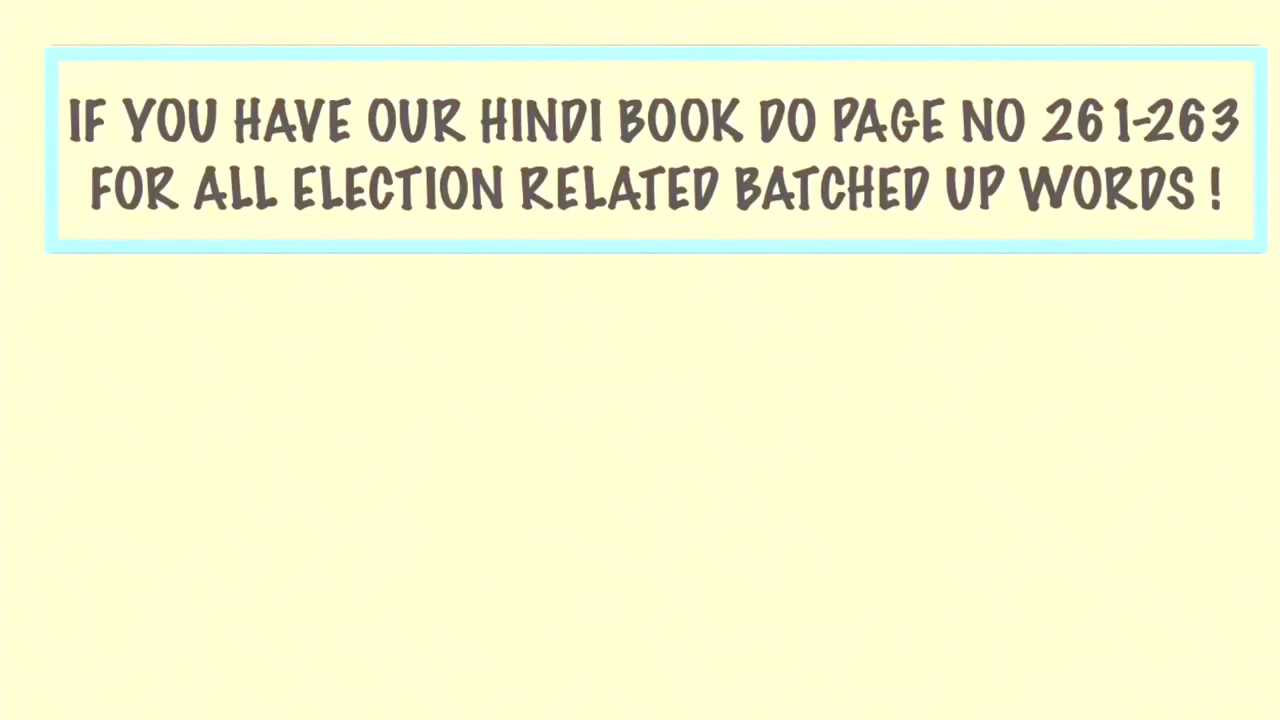 IF YOU HAVE OUR HINDI BOOK DO PAGE NO 261-263
FOR ALL ELECTION RELATED BATCHED UP WORDS !